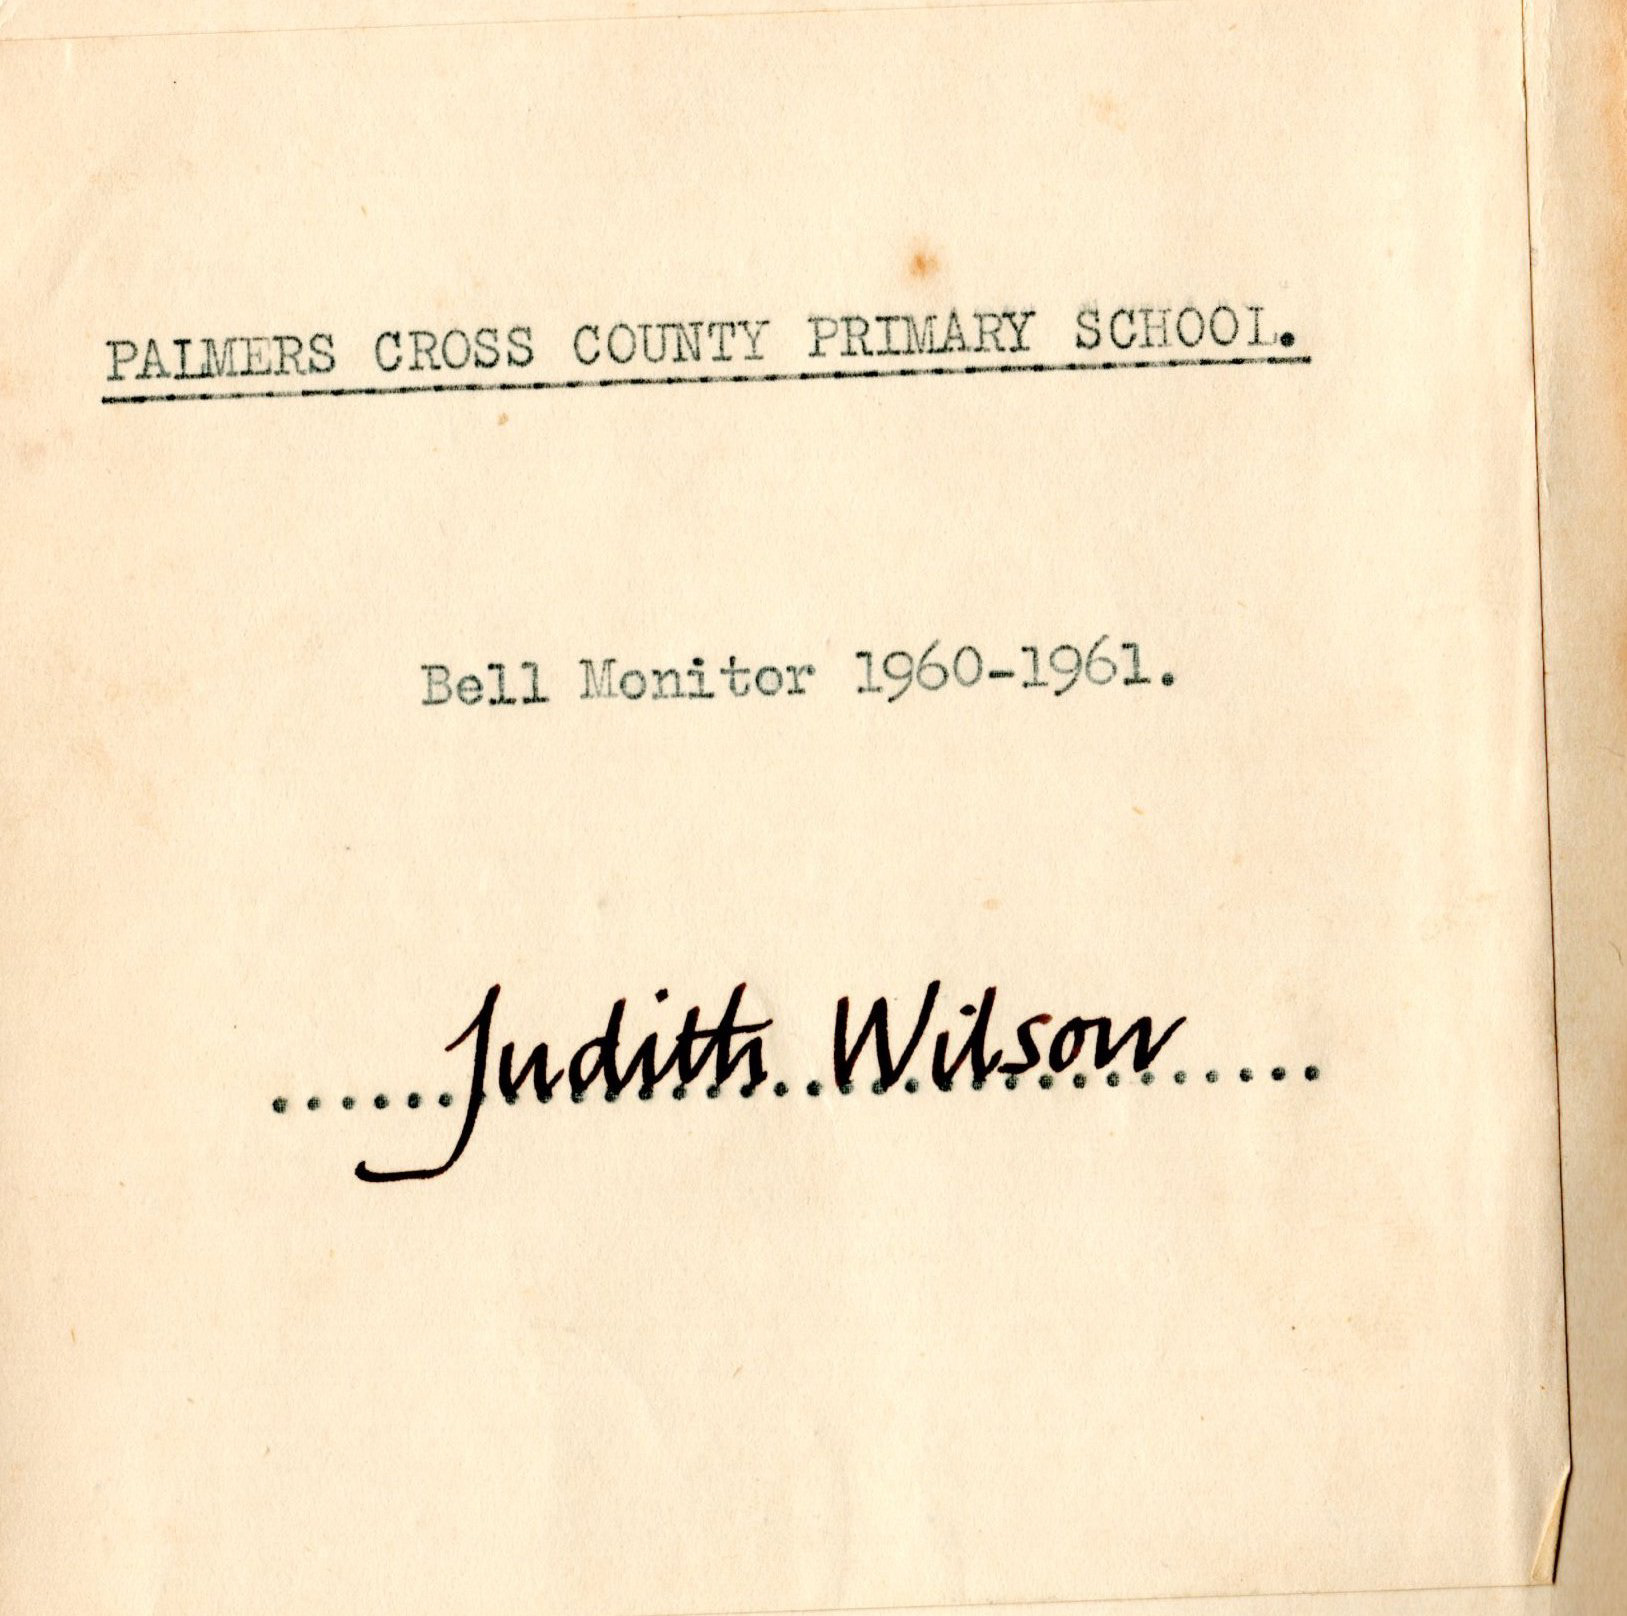 PALMERS CROSS COUNTY PRIMARY SCHOOL.
Bell Monitor 1960-1961.
......Judith..Wilson.....